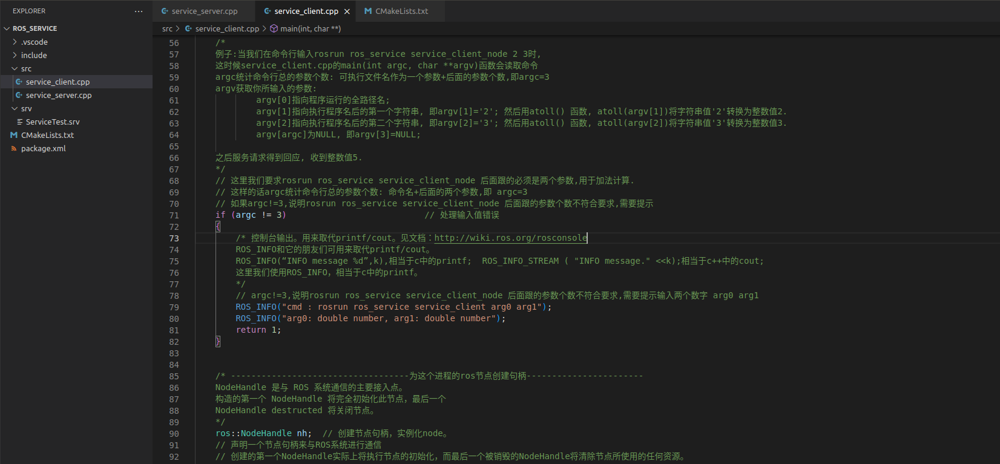 EXPLORER
ROS_SERVICE
.vscode
include
src
service_client.cpp
service_server.cpp
srv
ServiceTest.srv
CMakeLists.txt
package.xml
service_server.cpp service_client.cpp CMakeLists.txt
src > service_client.cpp > main(int, char **)
56 /*
57 例子:当我们在命令行输入rosrun ros_service service_client_node 2 3时,
58 这时候service_client.cpp的main(int argc, char **argv)函数会读取命令
59 argc统计命令行总的参数个数: 可执行文件名作为一个参数+后面的参数个数,即argc=3
60 argv获取你所输入的参数:
61 argv[0]指向程序运行的全路径名;
62 argv[1]指向执行程序名后的第一个字符串, 即argv[1]='2'; 然后用atoll() 函数, atoll(argv[1])将字符串值'2'转换为整数值2.
63 argv[2]指向执行程序名后的第二个字符串, 即argv[2]='3'; 然后用atoll() 函数, atoll(argv[2])将字符串值'3'转换为整数值3.
64 argv[argc]为NULL, 即argv[3]=NULL;
65
66 之后服务请求得到回应, 收到整数值5.
67 */
68 // 这里我们要求rosrun ros_service service_client_node 后面跟的必须是两个参数,用于加法计算.
69 // 这样的话argc统计命令行总的参数个数: 命令名+后面的两个参数,即 argc=3
70 // 如果argc!=3,说明rosrun ros_service service_client_node 后面跟的参数个数不符合要求,需要提示
71 if (argc != 3) // 处理输入值错误
72 {
73 /* 控制台输出。用来取代printf/cout。见文档：http://wiki.ros.org/rosconsole
74 ROS_INFO和它的朋友们可用来取代printf/cout。
75 ROS_INFO(“INFO message %d”,k),相当于c中的printf; ROS_INFO_STREAM ( "INFO message." <<k);相当于c++中的cout;
76 这里我们使用ROS_INFO，相当于c中的printf。
77 */
78 // argc!=3,说明rosrun ros_service service_client_node 后面跟的参数个数不符合要求,需要提示输入两个数字 arg0 arg1
79 ROS_INFO("cmd : rosrun ros_service service_client arg0 arg1");
80 ROS_INFO("arg0: double number, arg1: double number");
81 return 1;
82 }
83
84
85 /* -----------------------------------为这个进程的ros节点创建句柄-----------------------
86 NodeHandle 是与 ROS 系统通信的主要接入点。
87 构造的第一个 NodeHandle 将完全初始化此节点，最后一个
88 NodeHandle destructed 将关闭节点。
89 */
90 ros::NodeHandle nh; // 创建节点句柄，实例化node。
91 // 声明一个节点句柄来与ROS系统进行通信
92 // 创建的第一个NodeHandle实际上将执行节点的初始化，而最后一个被销毁的NodeHandle将清除节点所使用的任何资源。